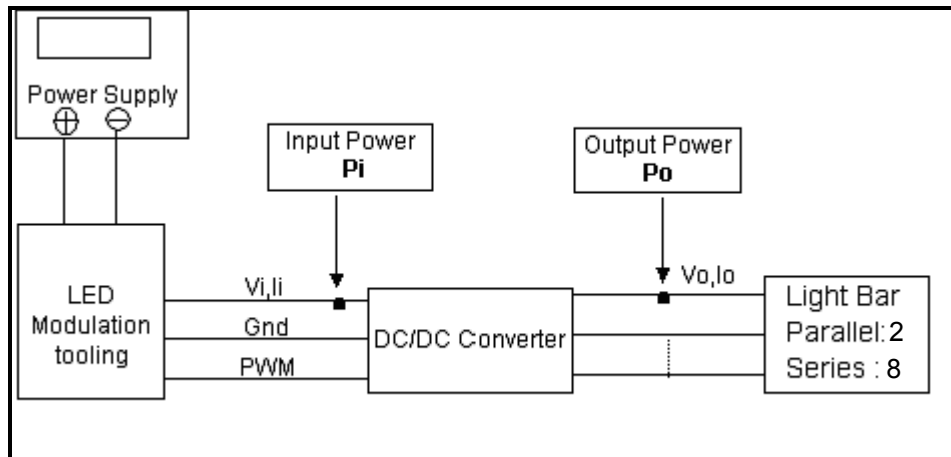 Power Supply
Input Power
Pi
Output Power
Po
LED
Modulation
tooling
Vi,Ii
Gnd
PWM
DC/DC Converter
Vo,Io
Light Bar
Parallel: 2
Series : 8